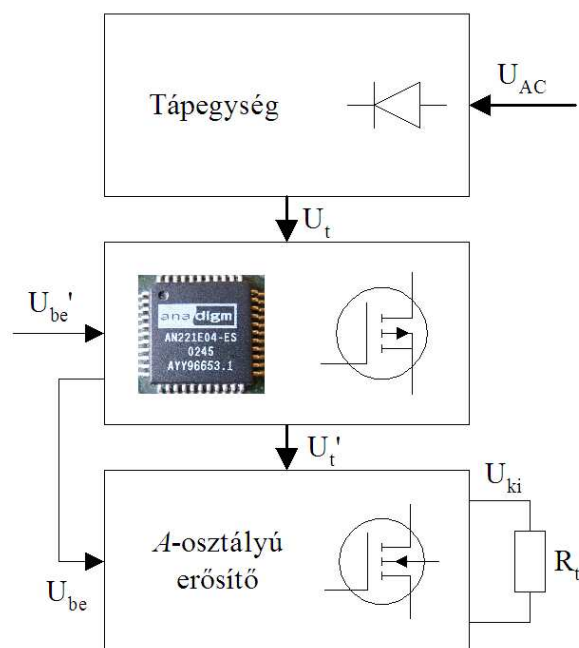 Tápegység
U_AC
U_t
U_be'
anadigm
AN221E04-ES
0245
AYY96653.1
U_t'
U_ki
A-osztályú
erősítő
U_be
R_t